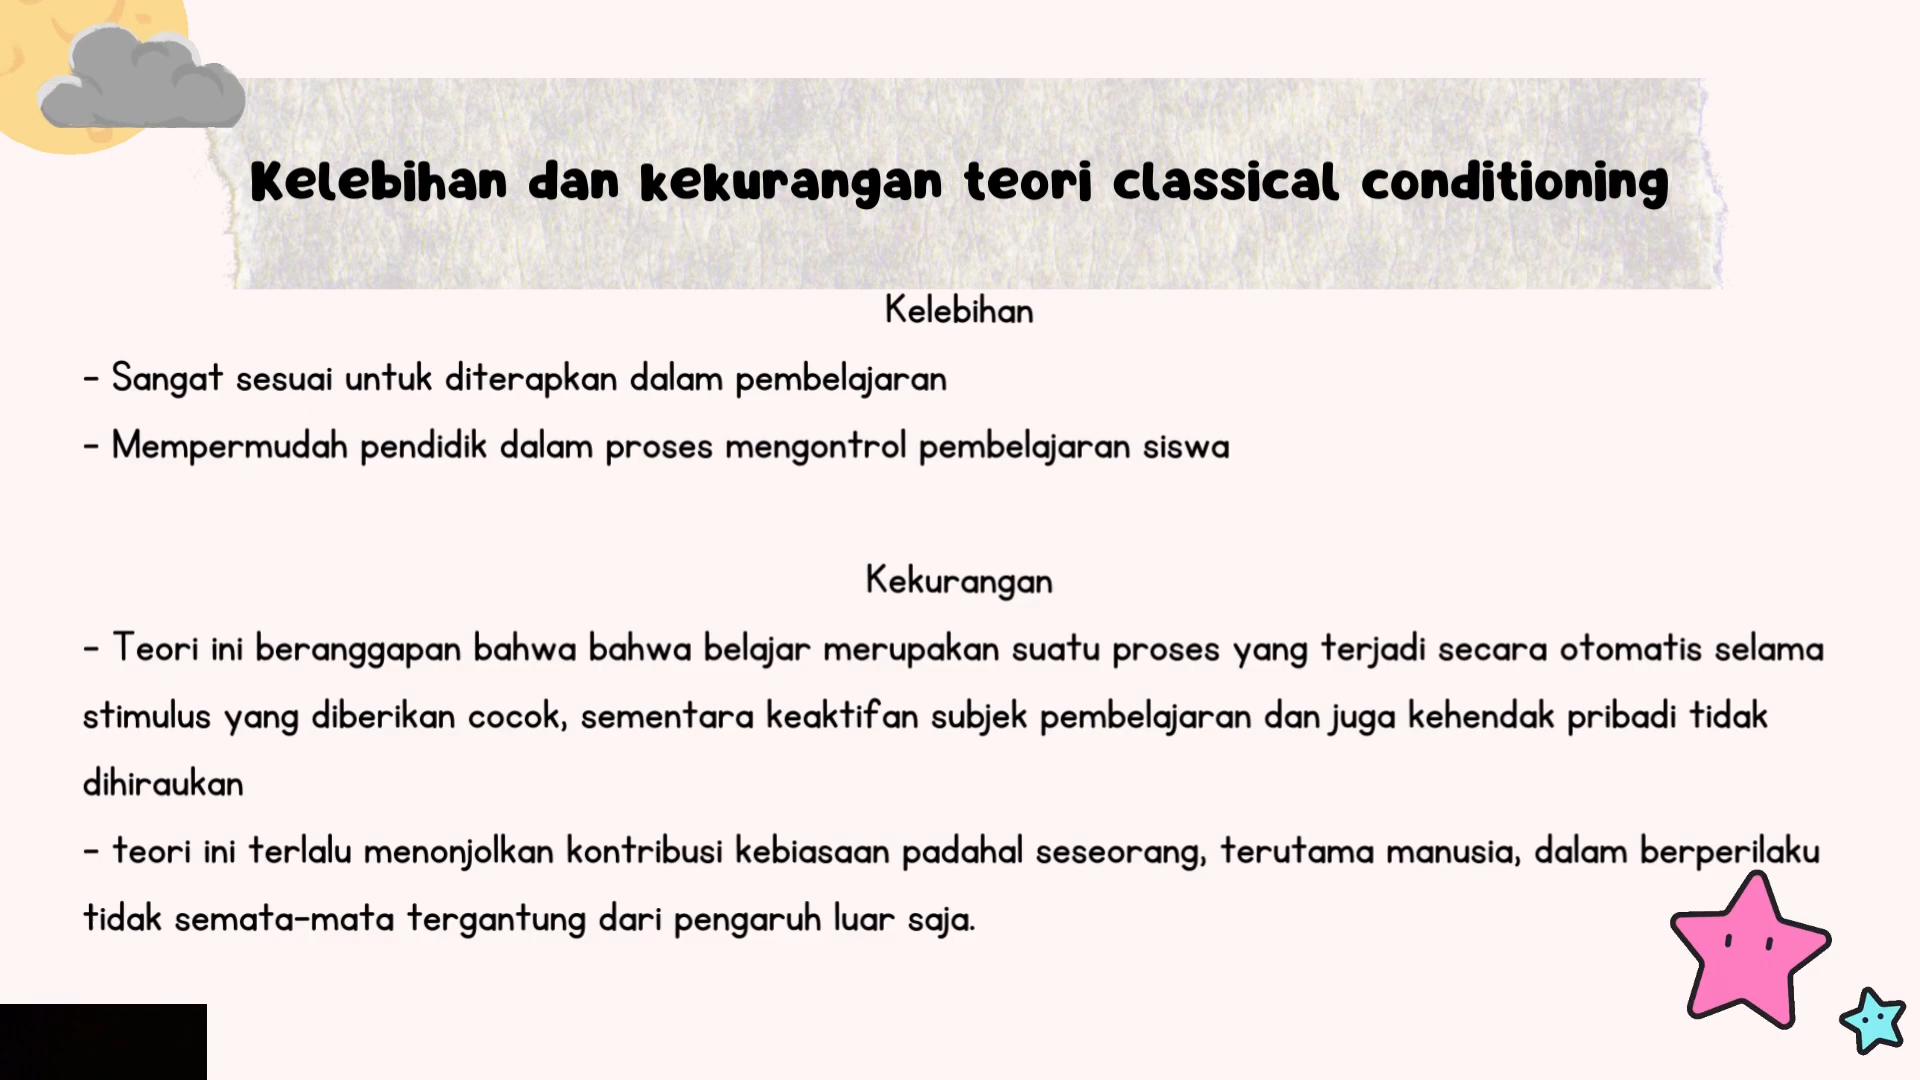 Kelebihan dan kekurangan teori classical conditioning
Kelebihan
- Sangat sesuai untuk diterapkan dalam pembelajaran
- Mempermudah pendidik dalam proses mengontrol pembelajaran siswa
Kekurangan
- Teori ini beranggapan bahwa bahwa belajar merupakan suatu proses yang terjadi secara otomatis selama
stimulus yang diberikan cocok, sementara keaktifan subjek pembelajaran dan juga kehendak pribadi tidak
dihiraukan
- teori ini terlalu menonjolkan kontribusi kebiasaan padahal seseorang, terutama manusia, dalam berperilaku
tidak semata-mata tergantung dari pengaruh luar saja.